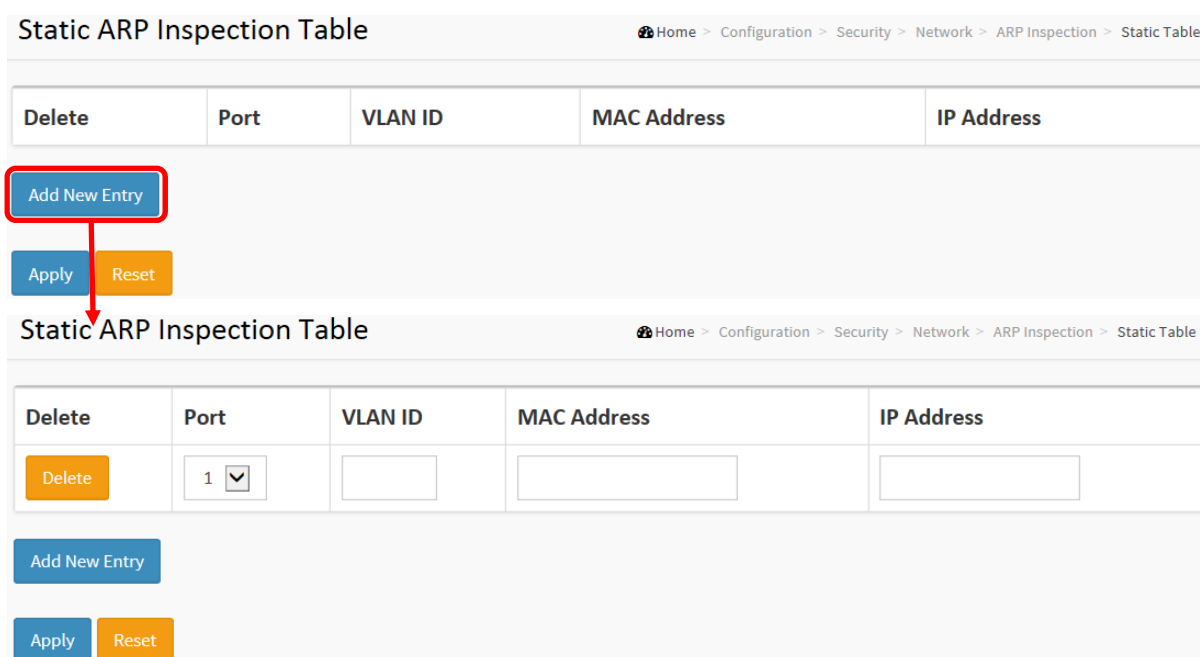 Static ARP Inspection Table
Home > Configuration > Security > Network > ARP Inspection > Static Table
Delete Port VLAN ID MAC Address IP Address
Add New Entry
Apply Reset
Static ARP Inspection Table
Home > Configuration > Security > Network > ARP Inspection > Static Table
Delete Port VLAN ID MAC Address IP Address
Delete 1
Add New Entry
Apply Reset